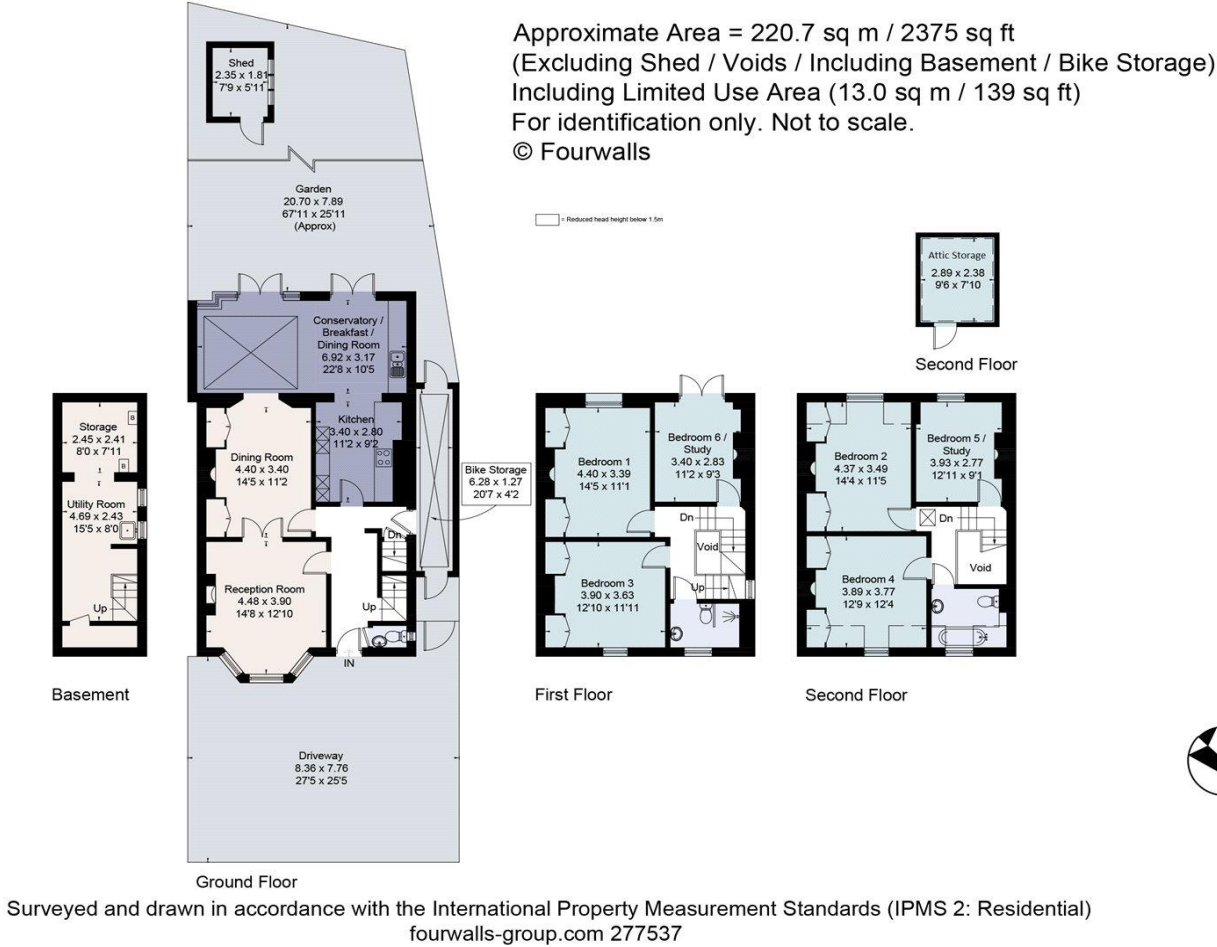 Approximate Area = 220.7 sq m / 2375 sq ft
(Excluding Shed / Voids / Including Basement / Bike Storage)
Including Limited Use Area (13.0 sq m / 139 sq ft)
For identification only. Not to scale.
© Fourwalls
= Reduced head height below 1.5m
Shed
2.35 x 1.81
7'9 x 5'11
Garden
20.70 x 7.89
67'11 x 25'11
(Approx)
Conservatory /
Breakfast /
Dining Room
6.92 x 3.17
22'8 x 10'5
Kitchen
3.40 x 2.80
11'2 x 9'2
Dining Room
4.40 x 3.40
14'5 x 11'2
Bike Storage
6.28 x 1.27
20'7 x 4'2
Dn
Reception Room
4.48 x 3.90
14'8 x 12'10
Up
IN
Driveway
8.36 x 7.76
27'5 x 25'5
Ground Floor
Storage
2.45 x 2.41
8'0 x 7'11
B
B
Utility Room
4.69 x 2.43
15'5 x 8'0
Up
Basement
Bedroom 1
4.40 x 3.39
14'5 x 11'1
Bedroom 6 /
Study
3.40 x 2.83
11'2 x 9'3
Dn
Void
Up
Bedroom 3
3.90 x 3.63
12'10 x 11'11
First Floor
Attic Storage
2.89 x 2.38
9'6 x 7'10
Second Floor
Bedroom 2
4.37 x 3.49
14'4 x 11'5
Bedroom 5 /
Study
3.93 x 2.77
12'11 x 9'1
Dn
Void
Bedroom 4
3.89 x 3.77
12'9 x 12'4
Second Floor
Surveyed and drawn in accordance with the International Property Measurement Standards (IPMS 2: Residential)
fourwalls-group.com 277537